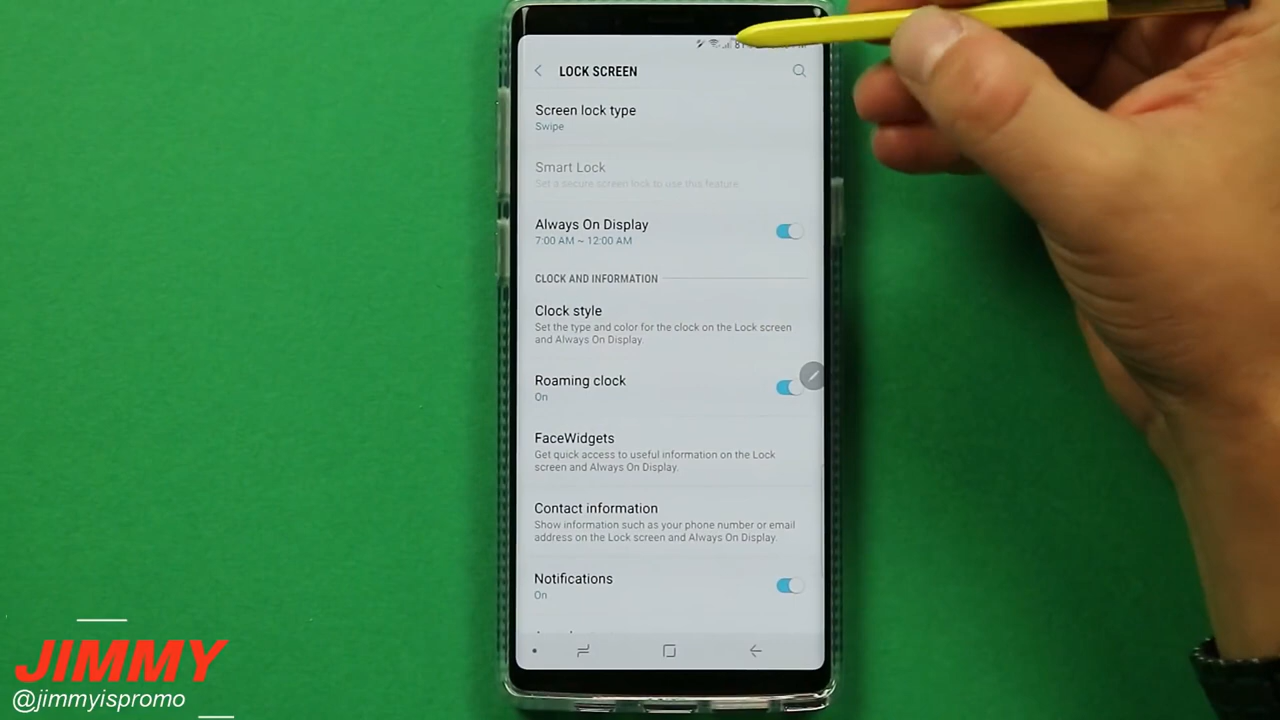 LOCK SCREEN
Screen lock type
Swipe
Smart Lock
Set a secure screen lock to use this feature.
Always On Display
7:00 AM ~ 12:00 AM
CLOCK AND INFORMATION
Clock style
Set the type and color for the clock on the Lock screen
and Always On Display.
Roaming clock
On
FaceWidgets
Get quick access to useful information on the Lock
screen and Always On Display.
Contact information
Show information such as your phone number or email
address on the Lock screen and Always On Display.
Notifications
On
JIMMY
@jimmyispromo